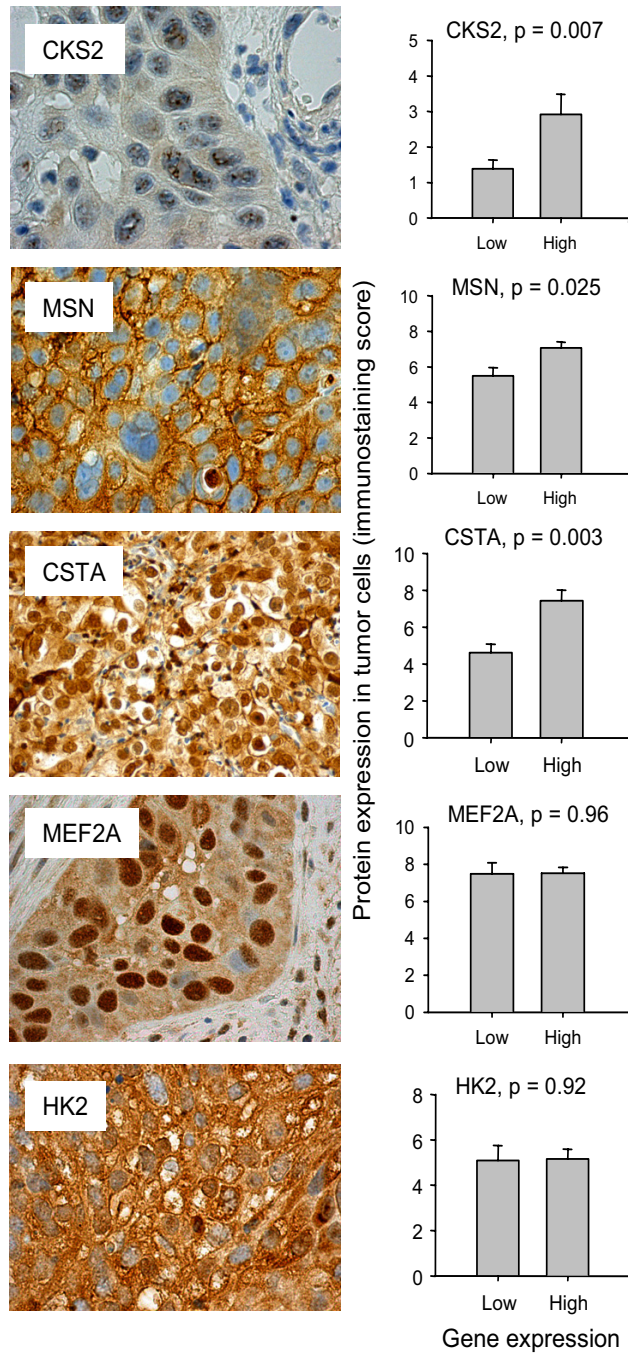 CKS2
CKS2, p = 0.007
5
4
3
2
1
0
Low High
MSN
MSN, p = 0.025
10
8
6
4
2
0
Low High
CSTA
CSTA, p = 0.003
10
8
6
4
2
0
Low High
MEF2A
MEF2A, p = 0.96
10
8
6
4
2
0
Low High
HK2
HK2, p = 0.92
8
6
4
2
0
Low High
Protein expression in tumor cells (immunostaining score)
Gene expression